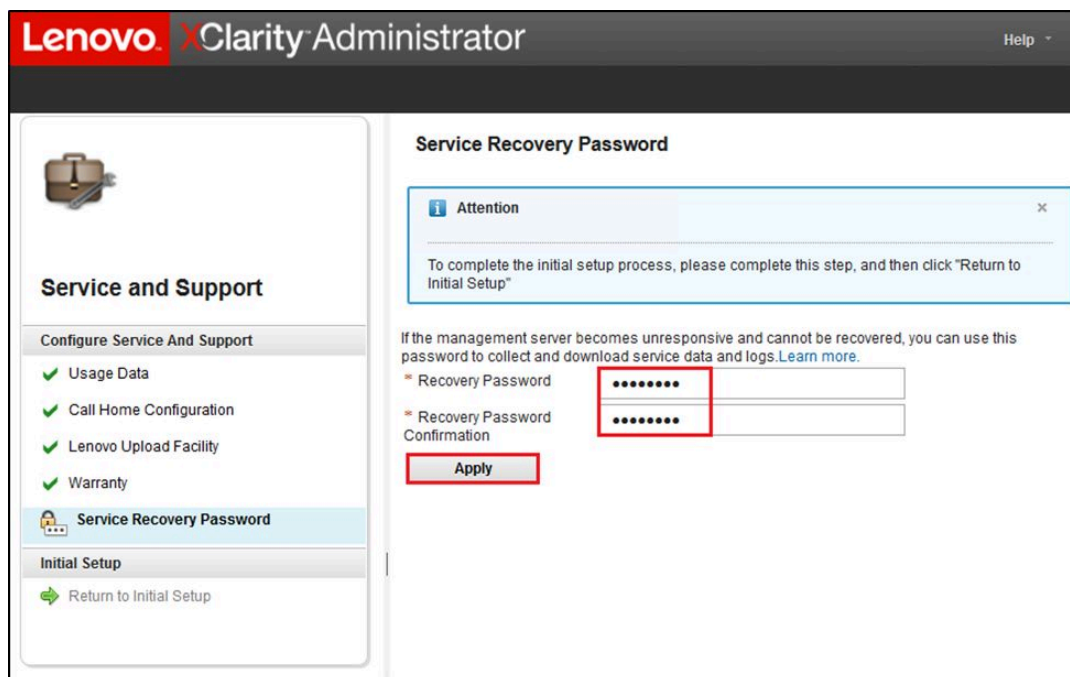 Lenovo. XClarity Administrator
Help
Service and Support
Configure Service And Support
Usage Data
Call Home Configuration
Lenovo Upload Facility
Warranty
Service Recovery Password
Initial Setup
Return to Initial Setup
Service Recovery Password
i Attention ×
To complete the initial setup process, please complete this step, and then click "Return to
Initial Setup"
If the management server becomes unresponsive and cannot be recovered, you can use this
password to collect and download service data and logs.Learn more.
* Recovery Password ●●●●●●●●
* Recovery Password
Confirmation ●●●●●●●●
Apply